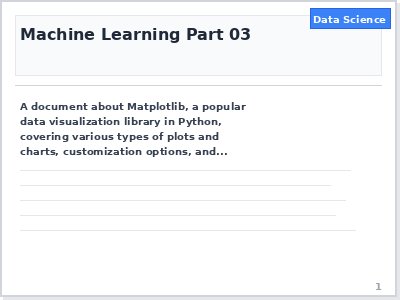 Data Science
Machine Learning Part 03
A document about Matplotlib, a popular
data visualization library in Python,
covering various types of plots and
charts, customization options, and...
1